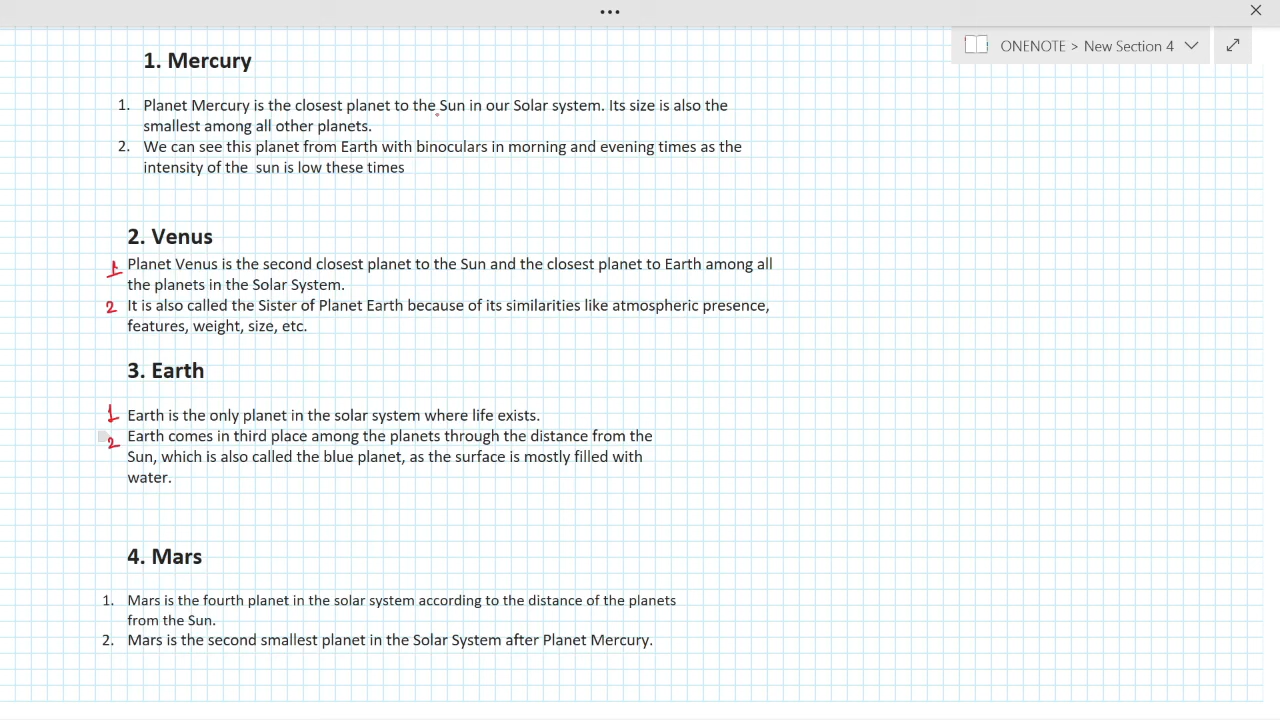 ONENOTE > New Section 4
1. Mercury
1. Planet Mercury is the closest planet to the Sun in our Solar system. Its size is also the
smallest among all other planets.
2. We can see this planet from Earth with binoculars in morning and evening times as the
intensity of the  sun is low these times
2. Venus
1 Planet Venus is the second closest planet to the Sun and the closest planet to Earth among all
the planets in the Solar System.
2 It is also called the Sister of Planet Earth because of its similarities like atmospheric presence,
features, weight, size, etc.
3. Earth
1 Earth is the only planet in the solar system where life exists.
2 Earth comes in third place among the planets through the distance from the
Sun, which is also called the blue planet, as the surface is mostly filled with
water.
4. Mars
1. Mars is the fourth planet in the solar system according to the distance of the planets
from the Sun.
2. Mars is the second smallest planet in the Solar System after Planet Mercury.